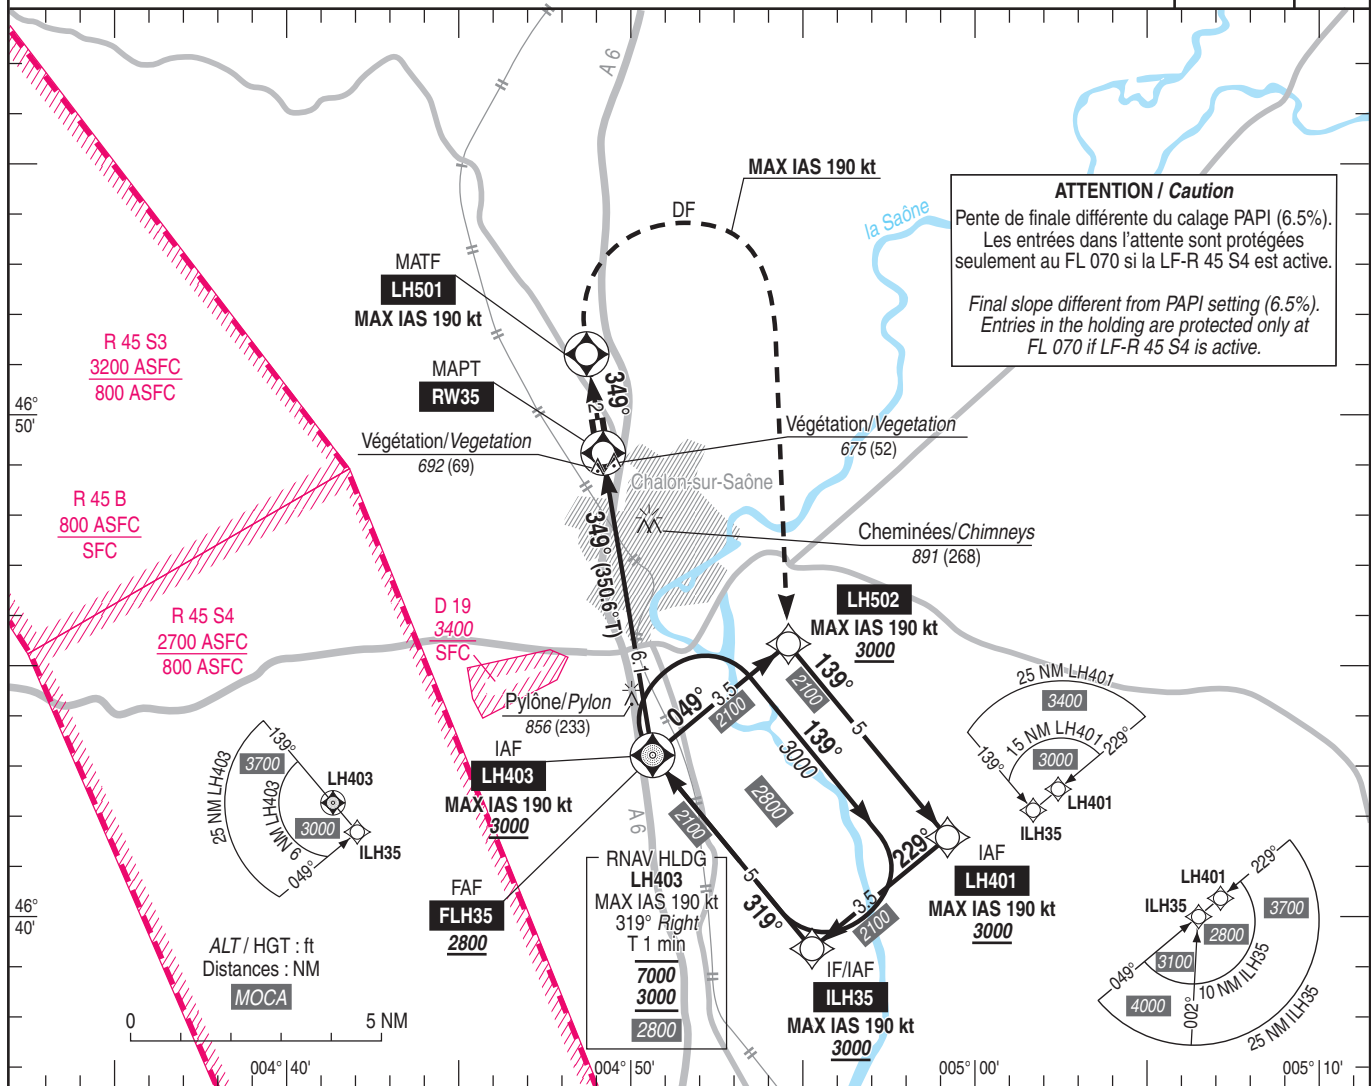 A 6
MAX IAS 190 kt
DF
la Saône
ATTENTION / Caution
Pente de finale différente du calage PAPI (6.5%).
Les entrées dans l'attente sont protégées
seulement au FL 070 si la LF-R 45 S4 est active.
Final slope different from PAPI setting (6.5%).
Entries in the holding are protected only at
FL 070 if LF-R 45 S4 is active.
MATF
LH501
MAX IAS 190 kt
MAPT
RW35
349°
2
R 45 S3
3200 ASFC
800 ASFC
46°
50'
Végétation/Vegetation
692 (69)
Végétation/Vegetation
675 (52)
Chalon-sur-Saône
Cheminées/Chimneys
891 (268)
R 45 B
800 ASFC
SFC
349° (350.6°T)
6.1
R 45 S4
2700 ASFC
800 ASFC
D 19
3400
SFC
LH502
MAX IAS 190 kt
3000
Pylône/Pylon
856 (233)
049°
3.5
2100
2100
139°
5
139°
3000
2800
IAF
LH403
MAX IAS 190 kt
3000
2100
5
319°
A 6
FAF
FLH35
2800
229°
3.5
2100
IAF
LH401
MAX IAS 190 kt
3000
IF/IAF
ILH35
MAX IAS 190 kt
3000
RNAV HLDG
LH403
MAX IAS 190 kt
319° Right
T 1 min
7000
3000
2800
25 NM LH403
139°
3700
LH403
9 NM LH403
3000
ILH35
049°
25 NM LH401
3400
15 NM LH401
139°
229°
3000
LH401
ILH35
229°
LH401
ILH35
3700
2800
3100
049°
4000
002°
10 NM ILH35
25 NM ILH35
46°
40'
ALT / HGT : ft
Distances : NM
MOCA
0
5 NM
004° 40'
004° 50'
005° 00'
005° 10'